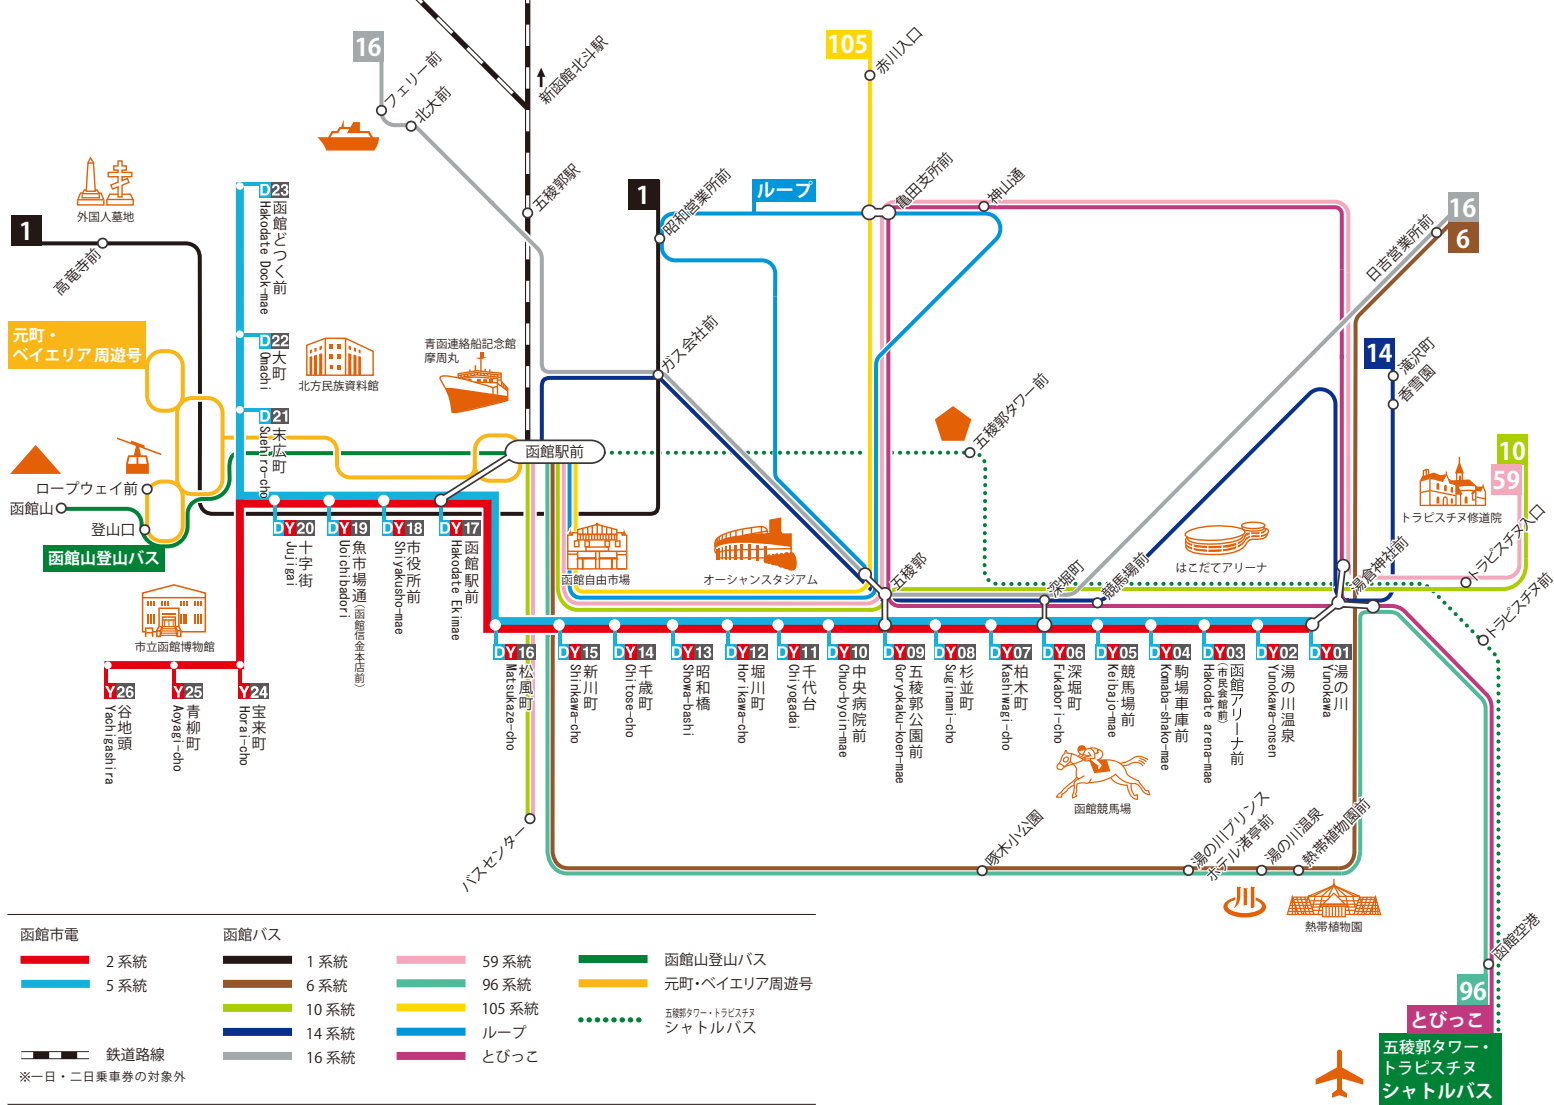 16
フェリー前
北大前
新函館北斗駅
五稜郭駅
105
赤川入口
1
昭和営業所前
ループ
亀田支所前
神山通
16
6
日吉営業所前
外国人墓地
1
高竜寺前
元町・
ベイエリア周遊号
D23
函館どつく前
Hakodate Dock-mae
D22
大町
Omachi
D21
末広町
Suehiro-cho
北方民族資料館
青函連絡船記念館
摩周丸
ガス会社前
14
滝沢町
香雪園
五稜郭タワー前
10
59
トラピスチヌ修道院
トラピスチヌ入口
トラピスチヌ前
函館駅前
ロープウェイ前
函館山
登山口
函館山登山バス
函館自由市場
オーシャンスタジアム
五稜郭
深堀町
競馬場前
はこだてアリーナ
湯倉神社前
市立函館博物館
DY20
十字街
Jujigai
DY19
魚市場通
(函館信金本店前)
Uoichibadori
DY18
市役所前
Shiyakusho-mae
DY17
函館駅前
Hakodate Ekimae
Y26
谷地頭
Yachigashira
Y25
青柳町
Aoyagi-cho
Y24
宝来町
Horai-cho
DY16
松風町
Matsukaze-cho
DY15
新川町
Shinkawa-cho
DY14
千歳町
Chitose-cho
DY13
昭和橋
Showa-bashi
DY12
堀川町
Horikawa-cho
DY11
千代台
Chiyogadai
DY10
中央病院前
Chuo-byoin-mae
DY09
五稜郭公園前
Goryokaku-koen-mae
DY08
杉並町
Suginami-cho
DY07
柏木町
Kashiwagi-cho
DY06
深堀町
Fukabori-cho
DY05
競馬場前
Keibajo-mae
DY04
駒場車庫前
Komaba-shako-mae
DY03
函館アリーナ前
(市民会館前)
Hakodate arena-mae
DY02
湯の川温泉
Yunokawa-onsen
DY01
湯の川
Yunokawa
函館競馬場
バスセンター
啄木小公園
湯の川プリンス
ホテル渚亭前
湯の川温泉
熱帯植物園前
熱帯植物園
函館空港
96
とびっこ
五稜郭タワー・
トラピスチヌ
シャトルバス
函館市電
2 系統
5 系統
鉄道路線
※一日・二日乗車券の対象外
函館バス
1 系統
6 系統
10 系統
14 系統
16 系統
59 系統
96 系統
105 系統
ループ
とびっこ
函館山登山バス
元町・ベイエリア周遊号
五稜郭タワー・トラピスチヌ
シャトルバス